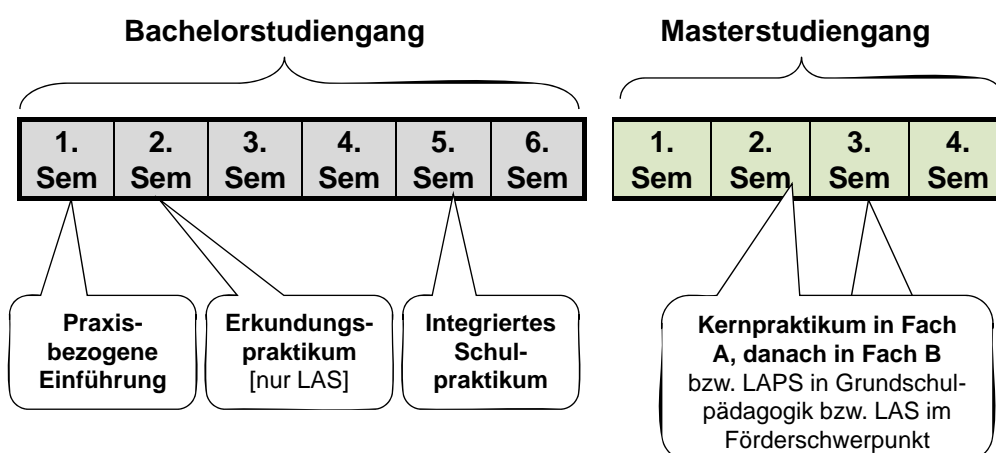 Bachelorstudiengang
Masterstudiengang
1. Sem
2. Sem
3. Sem
4. Sem
5. Sem
6. Sem
1. Sem
2. Sem
3. Sem
4. Sem
Praxis-
bezogene
Einführung
Erkundungs-
praktikum
[nur LAS]
Integriertes
Schul-
praktikum
Kernpraktikum in Fach
A, danach in Fach B
bzw. LAPS in Grundschul-
pädagogik bzw. LAS im
Förderschwerpunkt